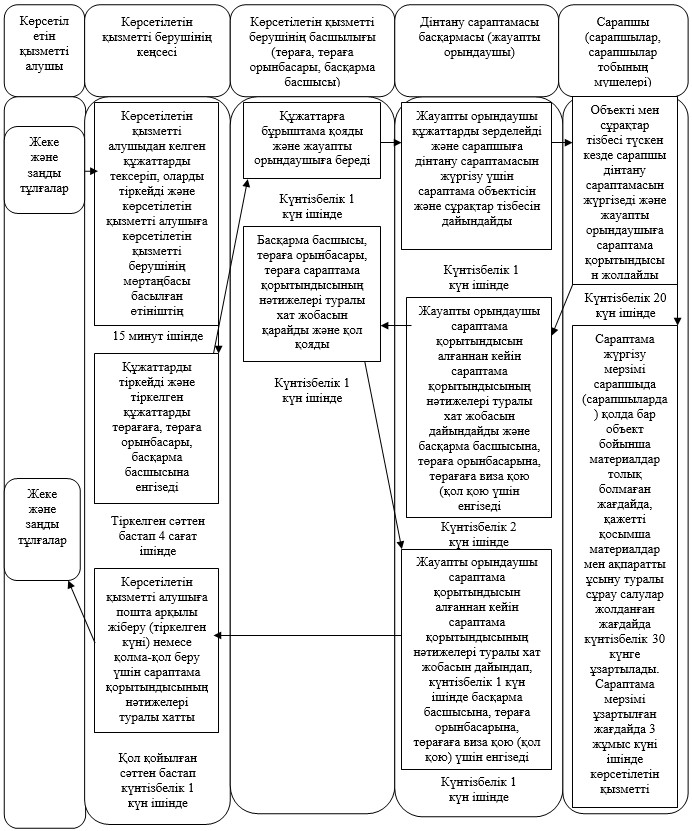 Көрсетіл
етін
қызметті
алушы
Көрсетілетін
қызметті берушінің
кеңсесі
Көрсетілетін қызметті
берушінің басшылығы
(төраға, төраға
орынбасары, басқарма
басшысы)
Дінтану сараптамасы
басқармасы (жауапты
орындаушы)
Сарапшы
(сарапшылар,
сарапшылар
тобының
мүшелері)
Жеке
және
заңды
тұлғалар
Көрсетілетін
қызметті
алушыдан келген
құжаттарды
тексеріп, оларды
тіркейді және
көрсетілетін
қызметті алушыға
көрсетілетін
қызметті
берушінің
мөртаңбасы
басылған
өтініштің
15 минут ішінде
Құжаттарды
тіркейді және
тіркелген
құжаттарды
төрағаға, төраға
орынбасары,
басқарма
басшысына
енгізеді
Тіркелген сәттен
бастап 4 сағат
ішінде
Көрсетілетін
қызметті алушыға
пошта арқылы
жіберу (тіркелген
күні) немесе
қолма-қол беру
үшін сараптама
қорытындысының
нәтижелері
туралы хатты
Қол қойылған
сәттен бастап
күнтізбелік 1
күн ішінде
Жеке
және
заңды
тұлғалар
Құжаттарға
бұрыштама қояды
және жауапты
орындаушыға береді
Күнтізбелік 1
күн ішінде
Басқарма басшысы,
төраға орынбасары,
төраға сараптама
қорытындысының
нәтижелері туралы
хат жобасын
қарайды және қол
қояды
Күнтізбелік 1
күн ішінде
Жауапты орындаушы
құжаттарды зерделейді
және сарапшыға
дінтану сараптамасын
жүргізу үшін
сараптама объектісін
және сұрақтар тізбесін
дайындайды
Күнтізбелік 1
күн ішінде
Жауапты орындаушы
сараптама
қорытындысын
алғаннан кейін
сараптама
қорытындысының
нәтижелері туралы
хат жобасын
дайындайды және
басқарма басшысына,
төраға орынбасарына,
төрағаға виза қою
(қол қою үшін
енгізеді
Күнтізбелік 2
күн ішінде
Жауапты орындаушы
сараптама
қорытындысын
алғаннан кейін
сараптама
қорытындысының
нәтижелері туралы хат
жобасын дайындап,
күнтізбелік 1 күн
ішінде басқарма
басшысына, төраға
орынбасарына,
төрағаға виза қою (қол
қою) үшін енгізеді
Күнтізбелік 1
күн ішінде
Объекті мен
сұрақтар
тізбесі түскен
кезде сарапшы
дінтану
сараптамасын
жүргізеді және
жауапты
орындаушыға
сараптама
қорытындысы
н жолдайды
Күнтізбелік 20
күн ішінде
Сараптама
жүргізу
мерзімі
сарапшыда
(сарапшыларда
) қолда бар
объект
бойынша
материалдар
толық
болмаған
жағдайда,
қажетті
қосымша
материалдар
мен ақпаратты
ұсыну туралы
сұрау салулар
жолданған
жағдайда
күнтізбелік 30
күнге
ұзартылады.
Сараптама
мерзімі
ұзартылған
жағдайда 3
жұмыс күні
ішінде
көрсетілетін
қызметті